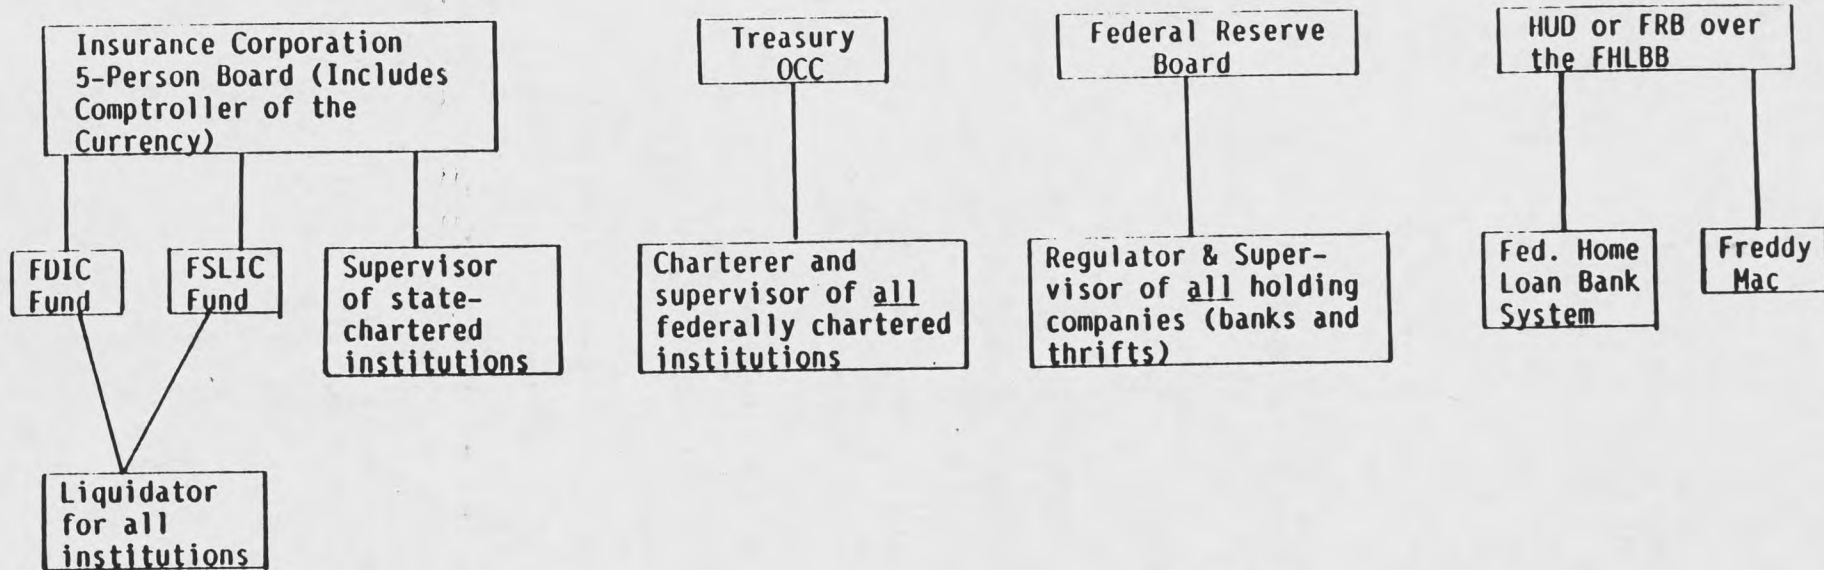 Insurance Corporation
5-Person Board (Includes
Comptroller of the
Currency)
Treasury
OCC
Federal Reserve
Board
HUD or FRB over
the FHLBB
FDIC
Fund
FSLIC
Fund
Supervisor
of state-
chartered
institutions
Charterer and
supervisor of all
federally chartered
institutions
Regulator & Super-
visor of all holding
companies (banks and
thrifts)
Fed. Home
Loan Bank
System
Freddy
Mac
Liquidator
for all
institutions